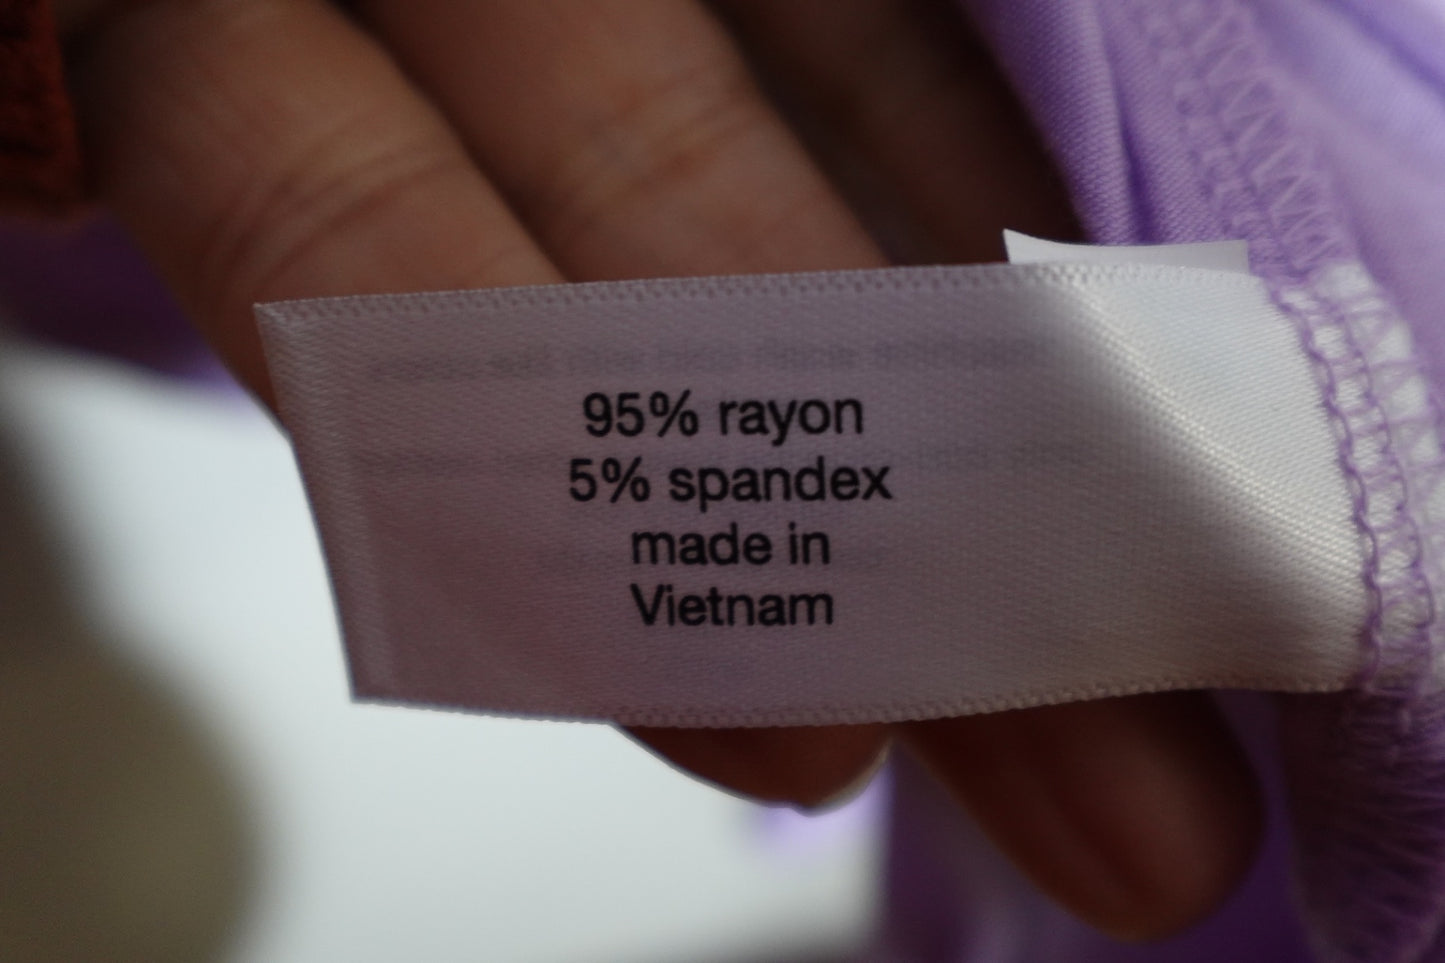 95% rayon
5% spandex
made in
Vietnam